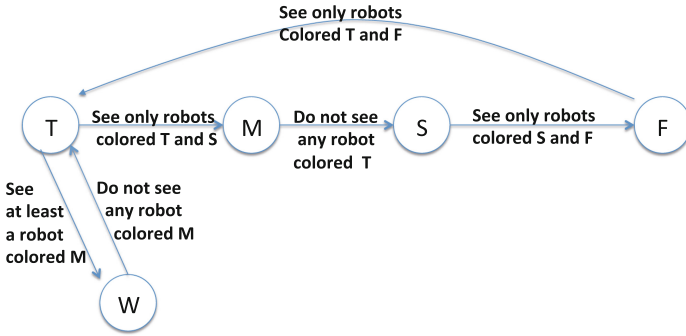 See only robots
Colored T and F
T
See only robots
colored T and S
M
Do not see
any robot
colored T
S
See only robots
colored S and F
F
See
at least
a robot
colored M
Do not see
any robot
colored M
W